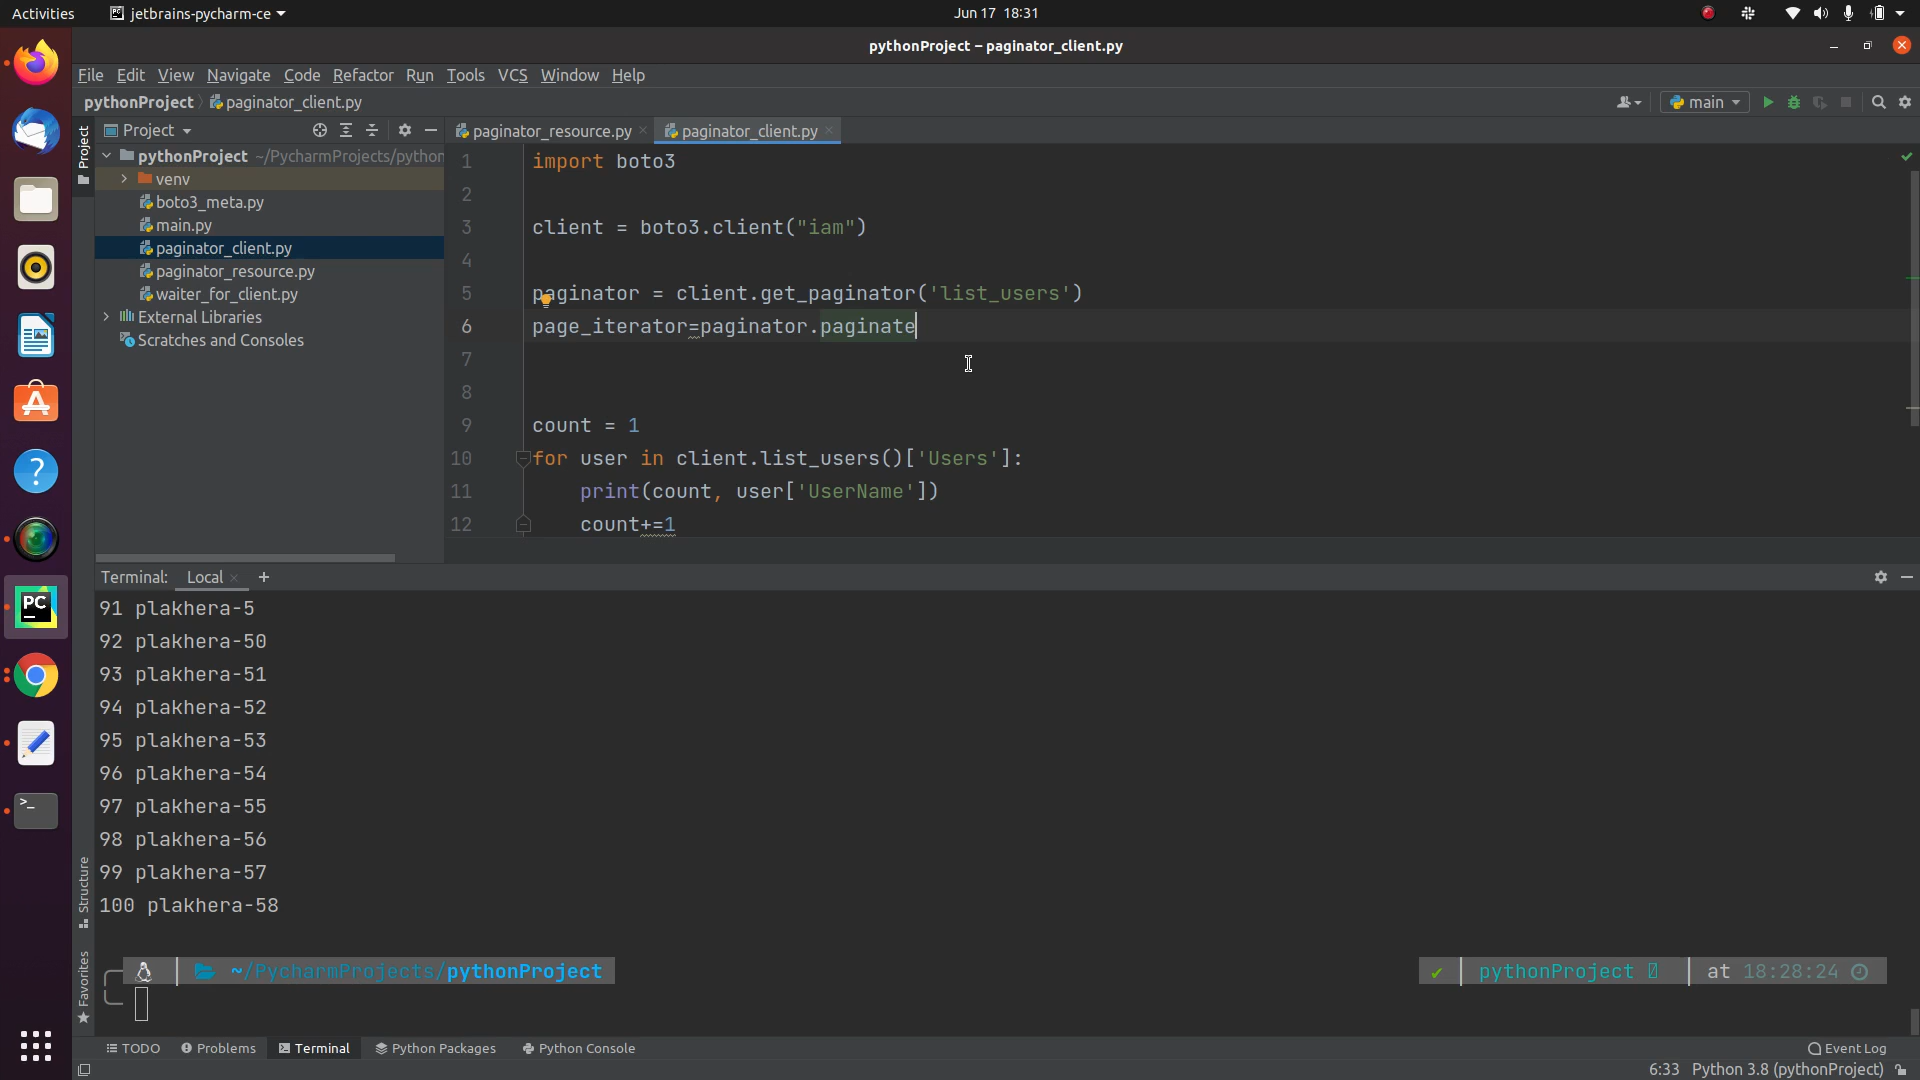 Activities
jetbrains-pycharm-ce
Jun 17 18:31
pythonProject – paginator_client.py
File Edit View Navigate Code Refactor Run Tools VCS Window Help
pythonProject paginator_client.py
main
Project
paginator_resource.py
paginator_client.py
Project
pythonProject ~/PycharmProjects/python
venv
boto3_meta.py
main.py
paginator_client.py
paginator_resource.py
waiter_for_client.py
External Libraries
Scratches and Consoles
1 import boto3
2
3 client = boto3.client("iam")
4
5 paginator = client.get_paginator('list_users')
6 page_iterator=paginator.paginate
7
8
9 count = 1
10 for user in client.list_users()['Users']:
11 print(count, user['UserName'])
12 count+=1
Terminal: Local +
91 plakhera-5
92 plakhera-50
93 plakhera-51
94 plakhera-52
95 plakhera-53
96 plakhera-54
97 plakhera-55
98 plakhera-56
99 plakhera-57
100 plakhera-58
~/PycharmProjects/pythonProject
pythonProject
at 18:28:24
Structure
Favorites
PC
TODO Problems Terminal Python Packages Python Console
Event Log
6:33 Python 3.8 (pythonProject)